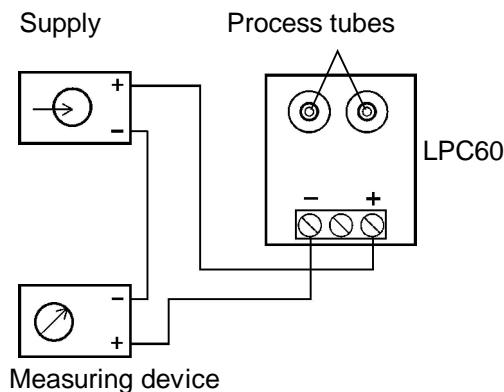 Supply
Process tubes
+
−
LPC60
− +
−
+
Measuring device